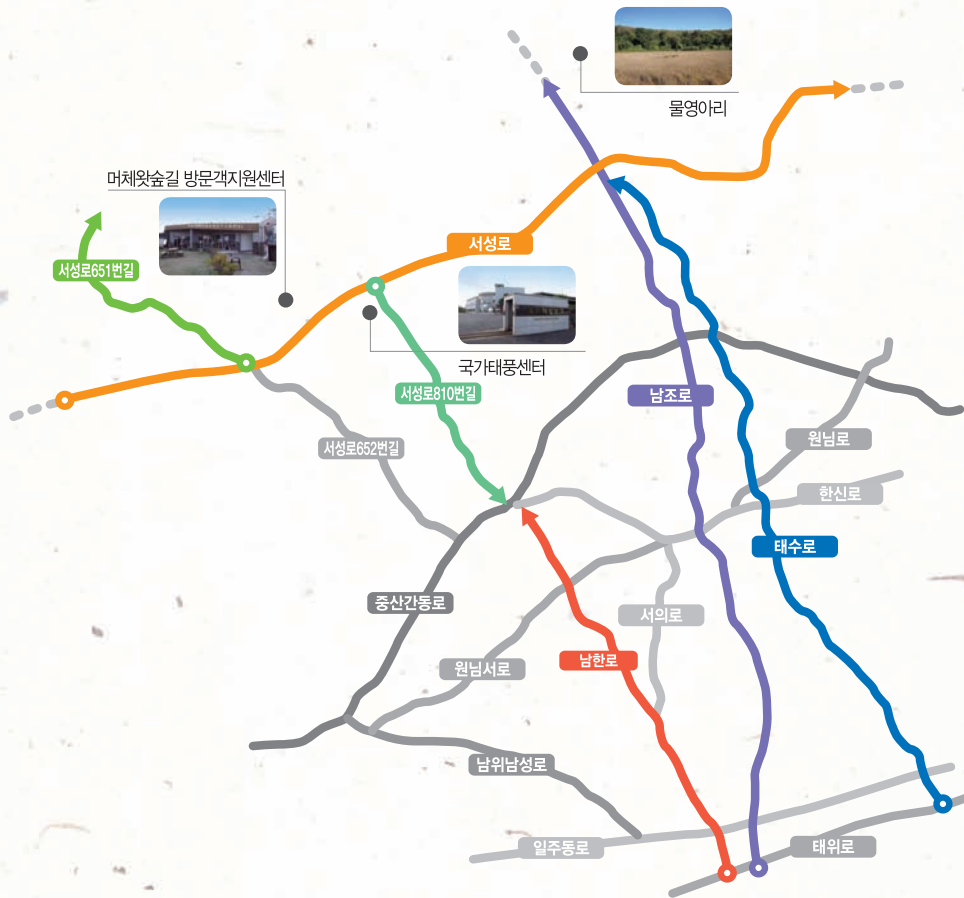 물영아리
머체왓숲길 방문객지원센터
서성로
서성로651번길
국가태풍센터
서성로810번길
남조로
원님로
서성로652번길
한신로
태수로
중산간동로
서의로
원님서로
남한로
남위남성로
일주동로
태위로